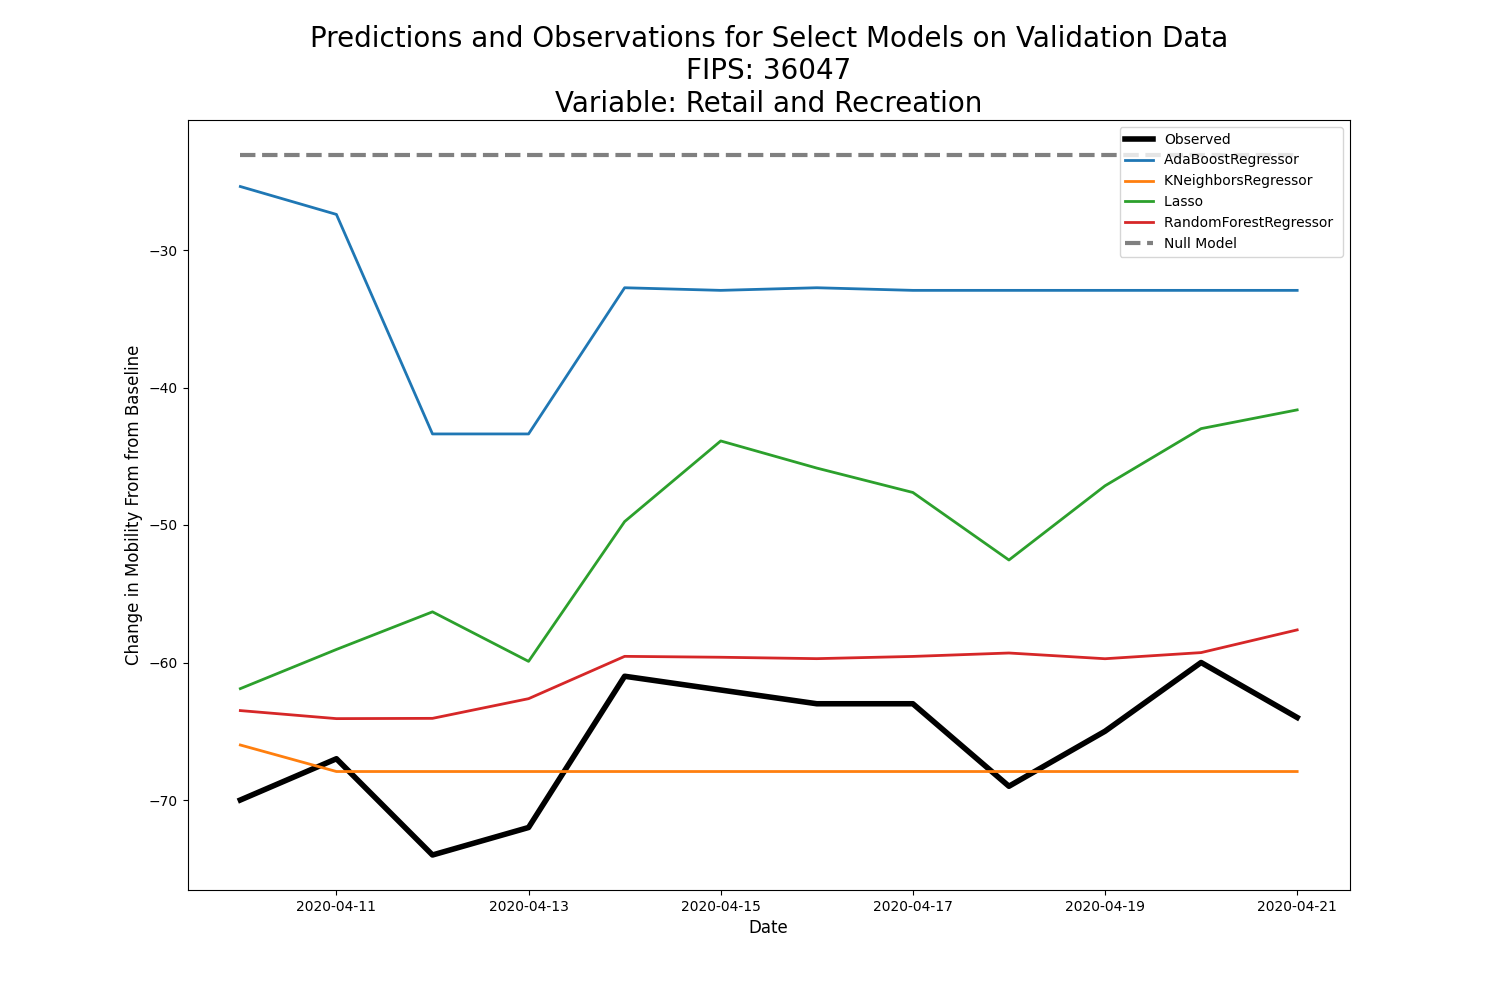 Predictions and Observations for Select Models on Validation Data
FIPS: 36047
Variable: Retail and Recreation
Observed
AdaBoostRegressor
KNeighborsRegressor
Lasso
RandomForestRegressor
Null Model
Change in Mobility From from Baseline
−30
−40
−50
−60
−70
2020-04-11
2020-04-13
2020-04-15
2020-04-17
2020-04-19
2020-04-21
Date